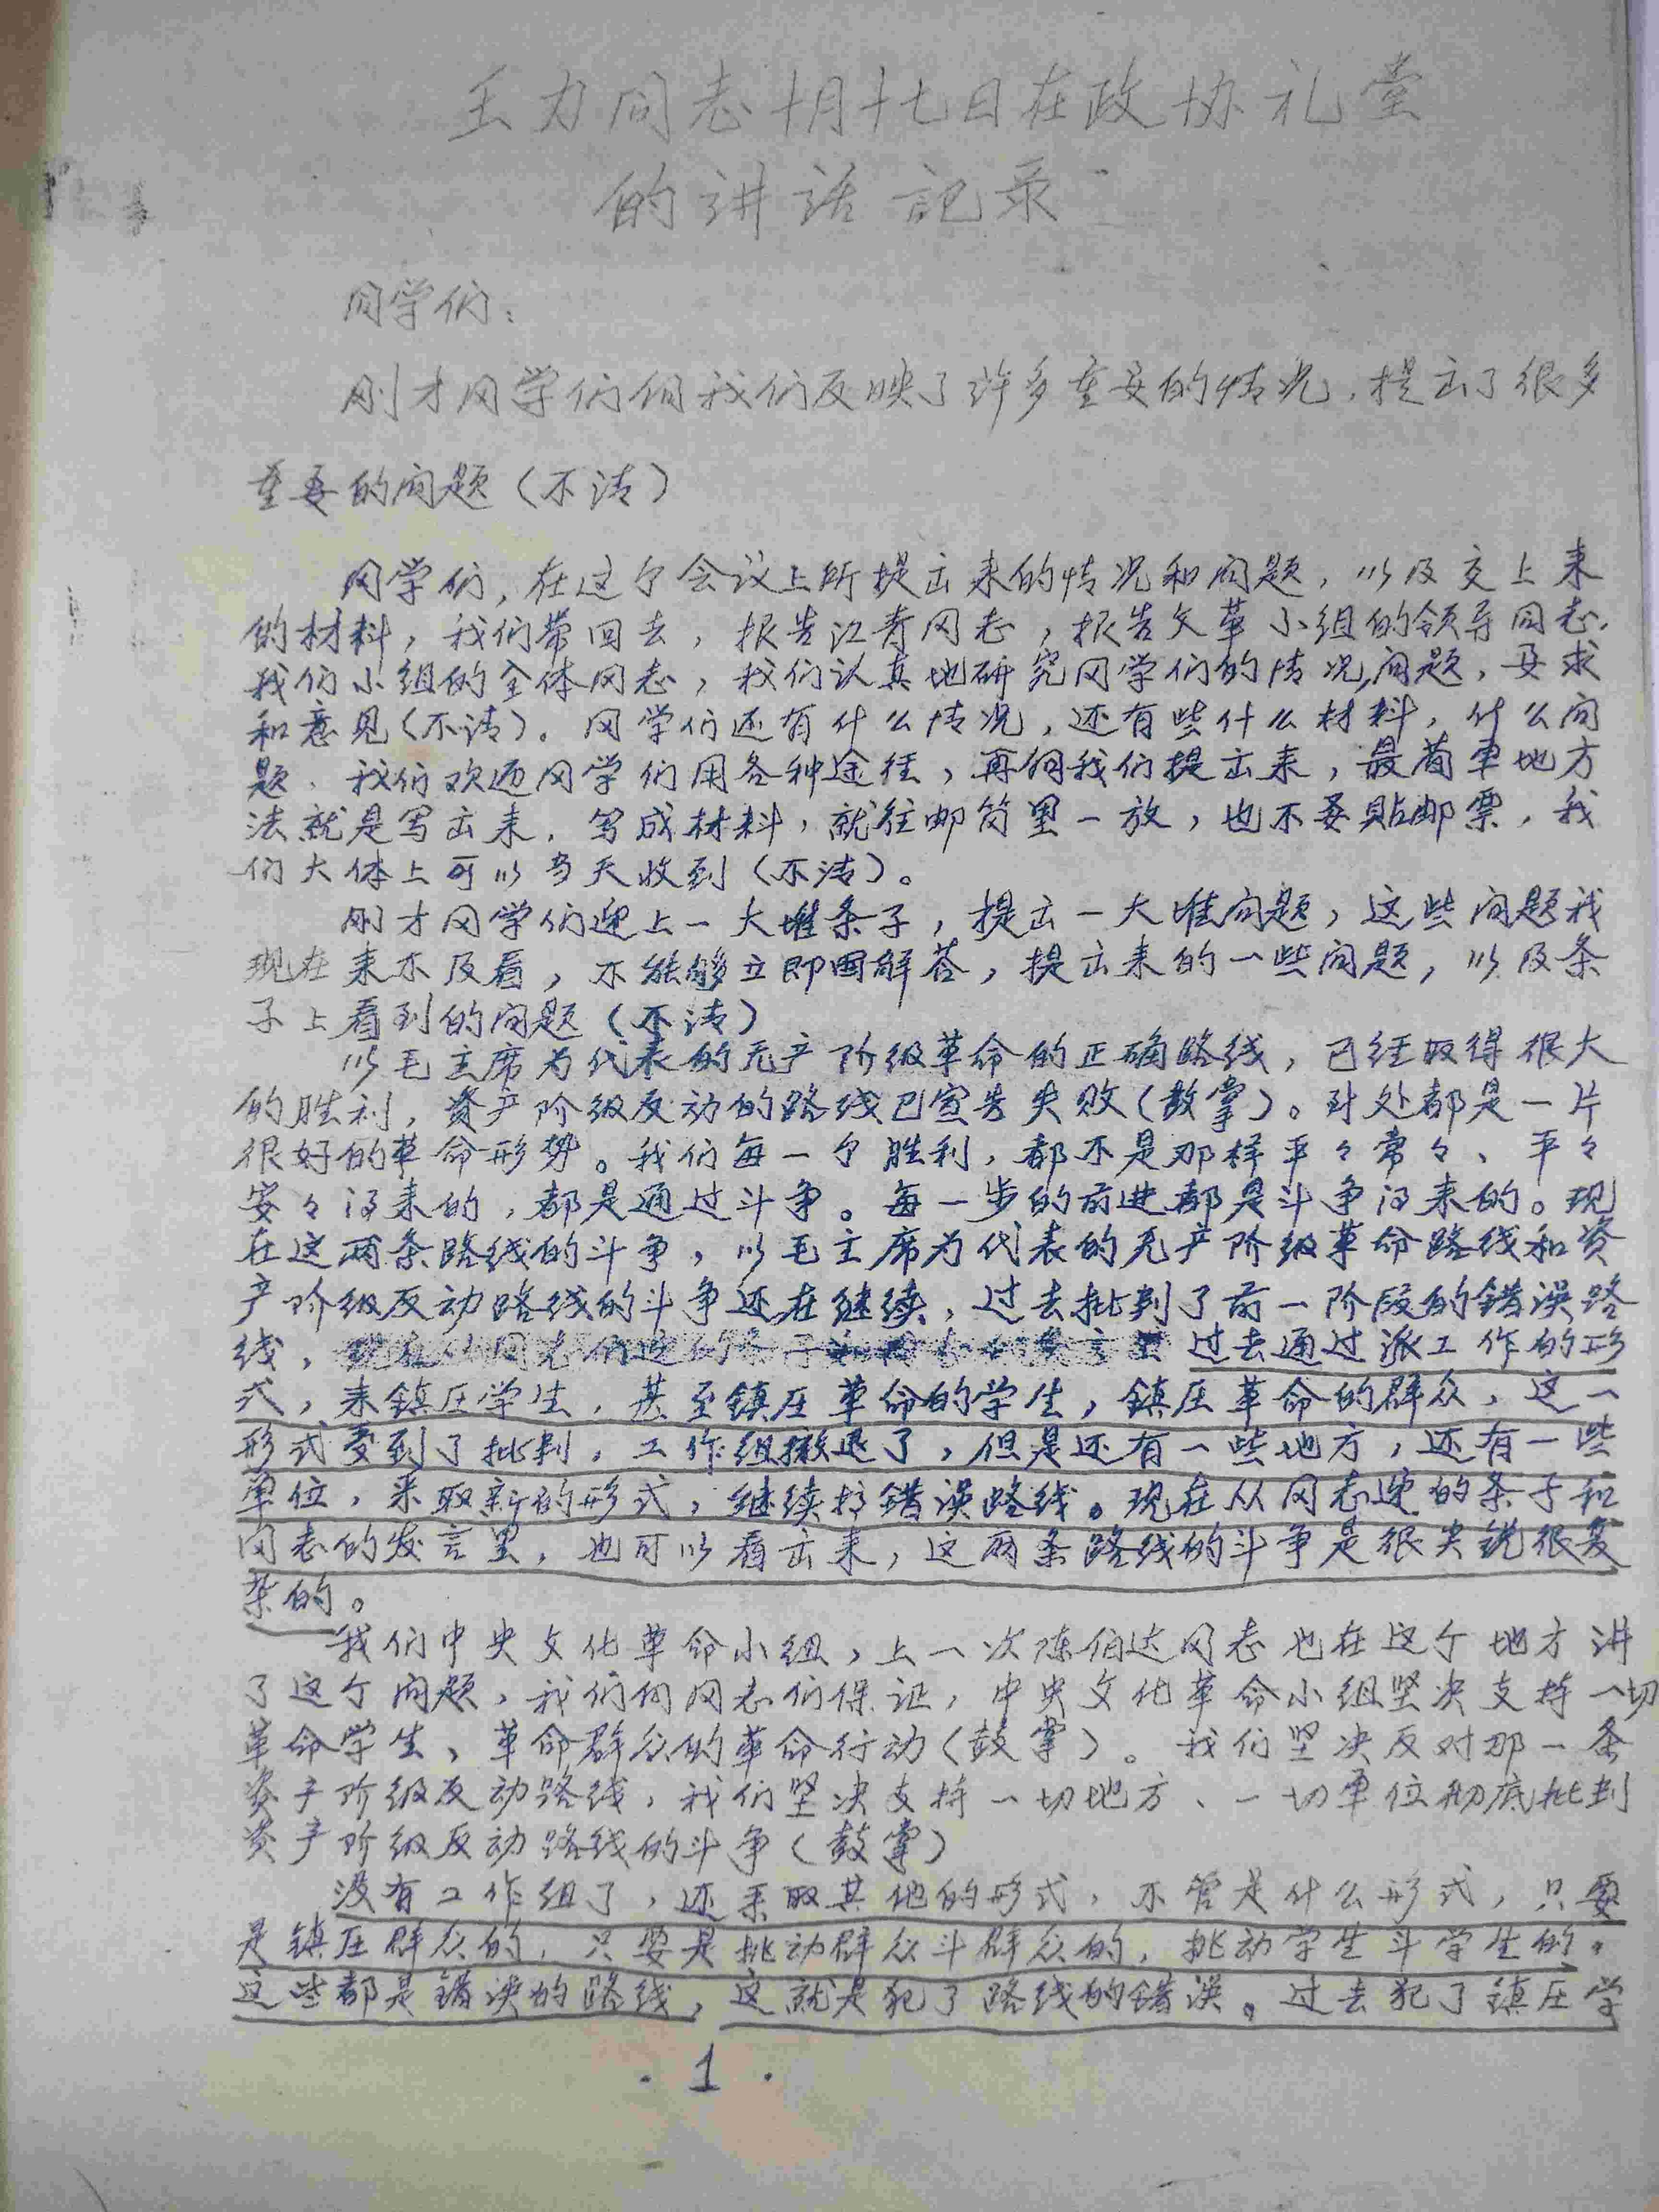 王力同志十月十七日在政协礼堂
的讲话記录
同学们：
刚才同学们向我们反映了许多重要的情况，提出了很多
重要的问题（不清）
同学们，在这个会议上所提出来的情况和问题，以及交上来
的材料，我们带回去，报告江青同志，报告文革小组的领导同志，
我们小组的全体同志，我们认真地研究同学们的情况，问题，要求
和意见（不清）。同学们还有什么情况，还有些什么材料，什么问
题，我们欢迎同学们用各种途径，再向我们提出来，最简单地方
法就是写出来，写成材料，就往邮筒里一放，也不要貼邮票，我
们大体上可以当天收到（不清）。
刚才同学们递上一大堆条子，提出一大堆问题，这些问题我
现在来不及看，不能够立即回解答，提出来的一些问题，以及条
子上看到的问题（不清）
以毛主席为代表的无产阶级革命的正确路线，已经取得很大
的胜利，资产阶级反动的路线已宣告失败（鼓掌）。到处都是一片
很好的革命形势。我们每一个胜利，都不是那样平々常々、平々
安々得来的，都是通过斗争。每一步的前进都是斗争得来的。现
在这两条路线的斗争，以毛主席为代表的无产阶级革命路线和资
产阶级反动路线的斗争还在继续，过去批判了前一阶段的错误路
线，过去通过派工作的形
式，来鎮压学生，甚至鎮压革命的学生，鎮压革命的群众，这一
形式受到了批判，工作组撤退了，但是还有一些地方，还有一些
单位，采取新的形式，继续搞错误路线。现在从同志递的条子和
同志的发言里，也可以看出来，这两条路线的斗争是很尖锐很复
杂的。
我们中央文化革命小组，上一次陈伯达同志也在这个地方讲
了这个问题，我们向同志们保证，中央文化革命小组坚决支持一切
革命学生、革命群众的革命行动（鼓掌）。我们坚决反对那一条
资产阶级反动路线，我们坚决支持一切地方、一切单位彻底批判
资产阶级反动路线的斗争（鼓掌）
没有工作组了，还采取其他的形式，不管是什么形式，只要
是镇压群众的，只要是挑动群众斗群众的，挑动学生斗学生的，
这些都是错误的路线，这就是犯了路线的错误。过去犯了镇压学
·1·